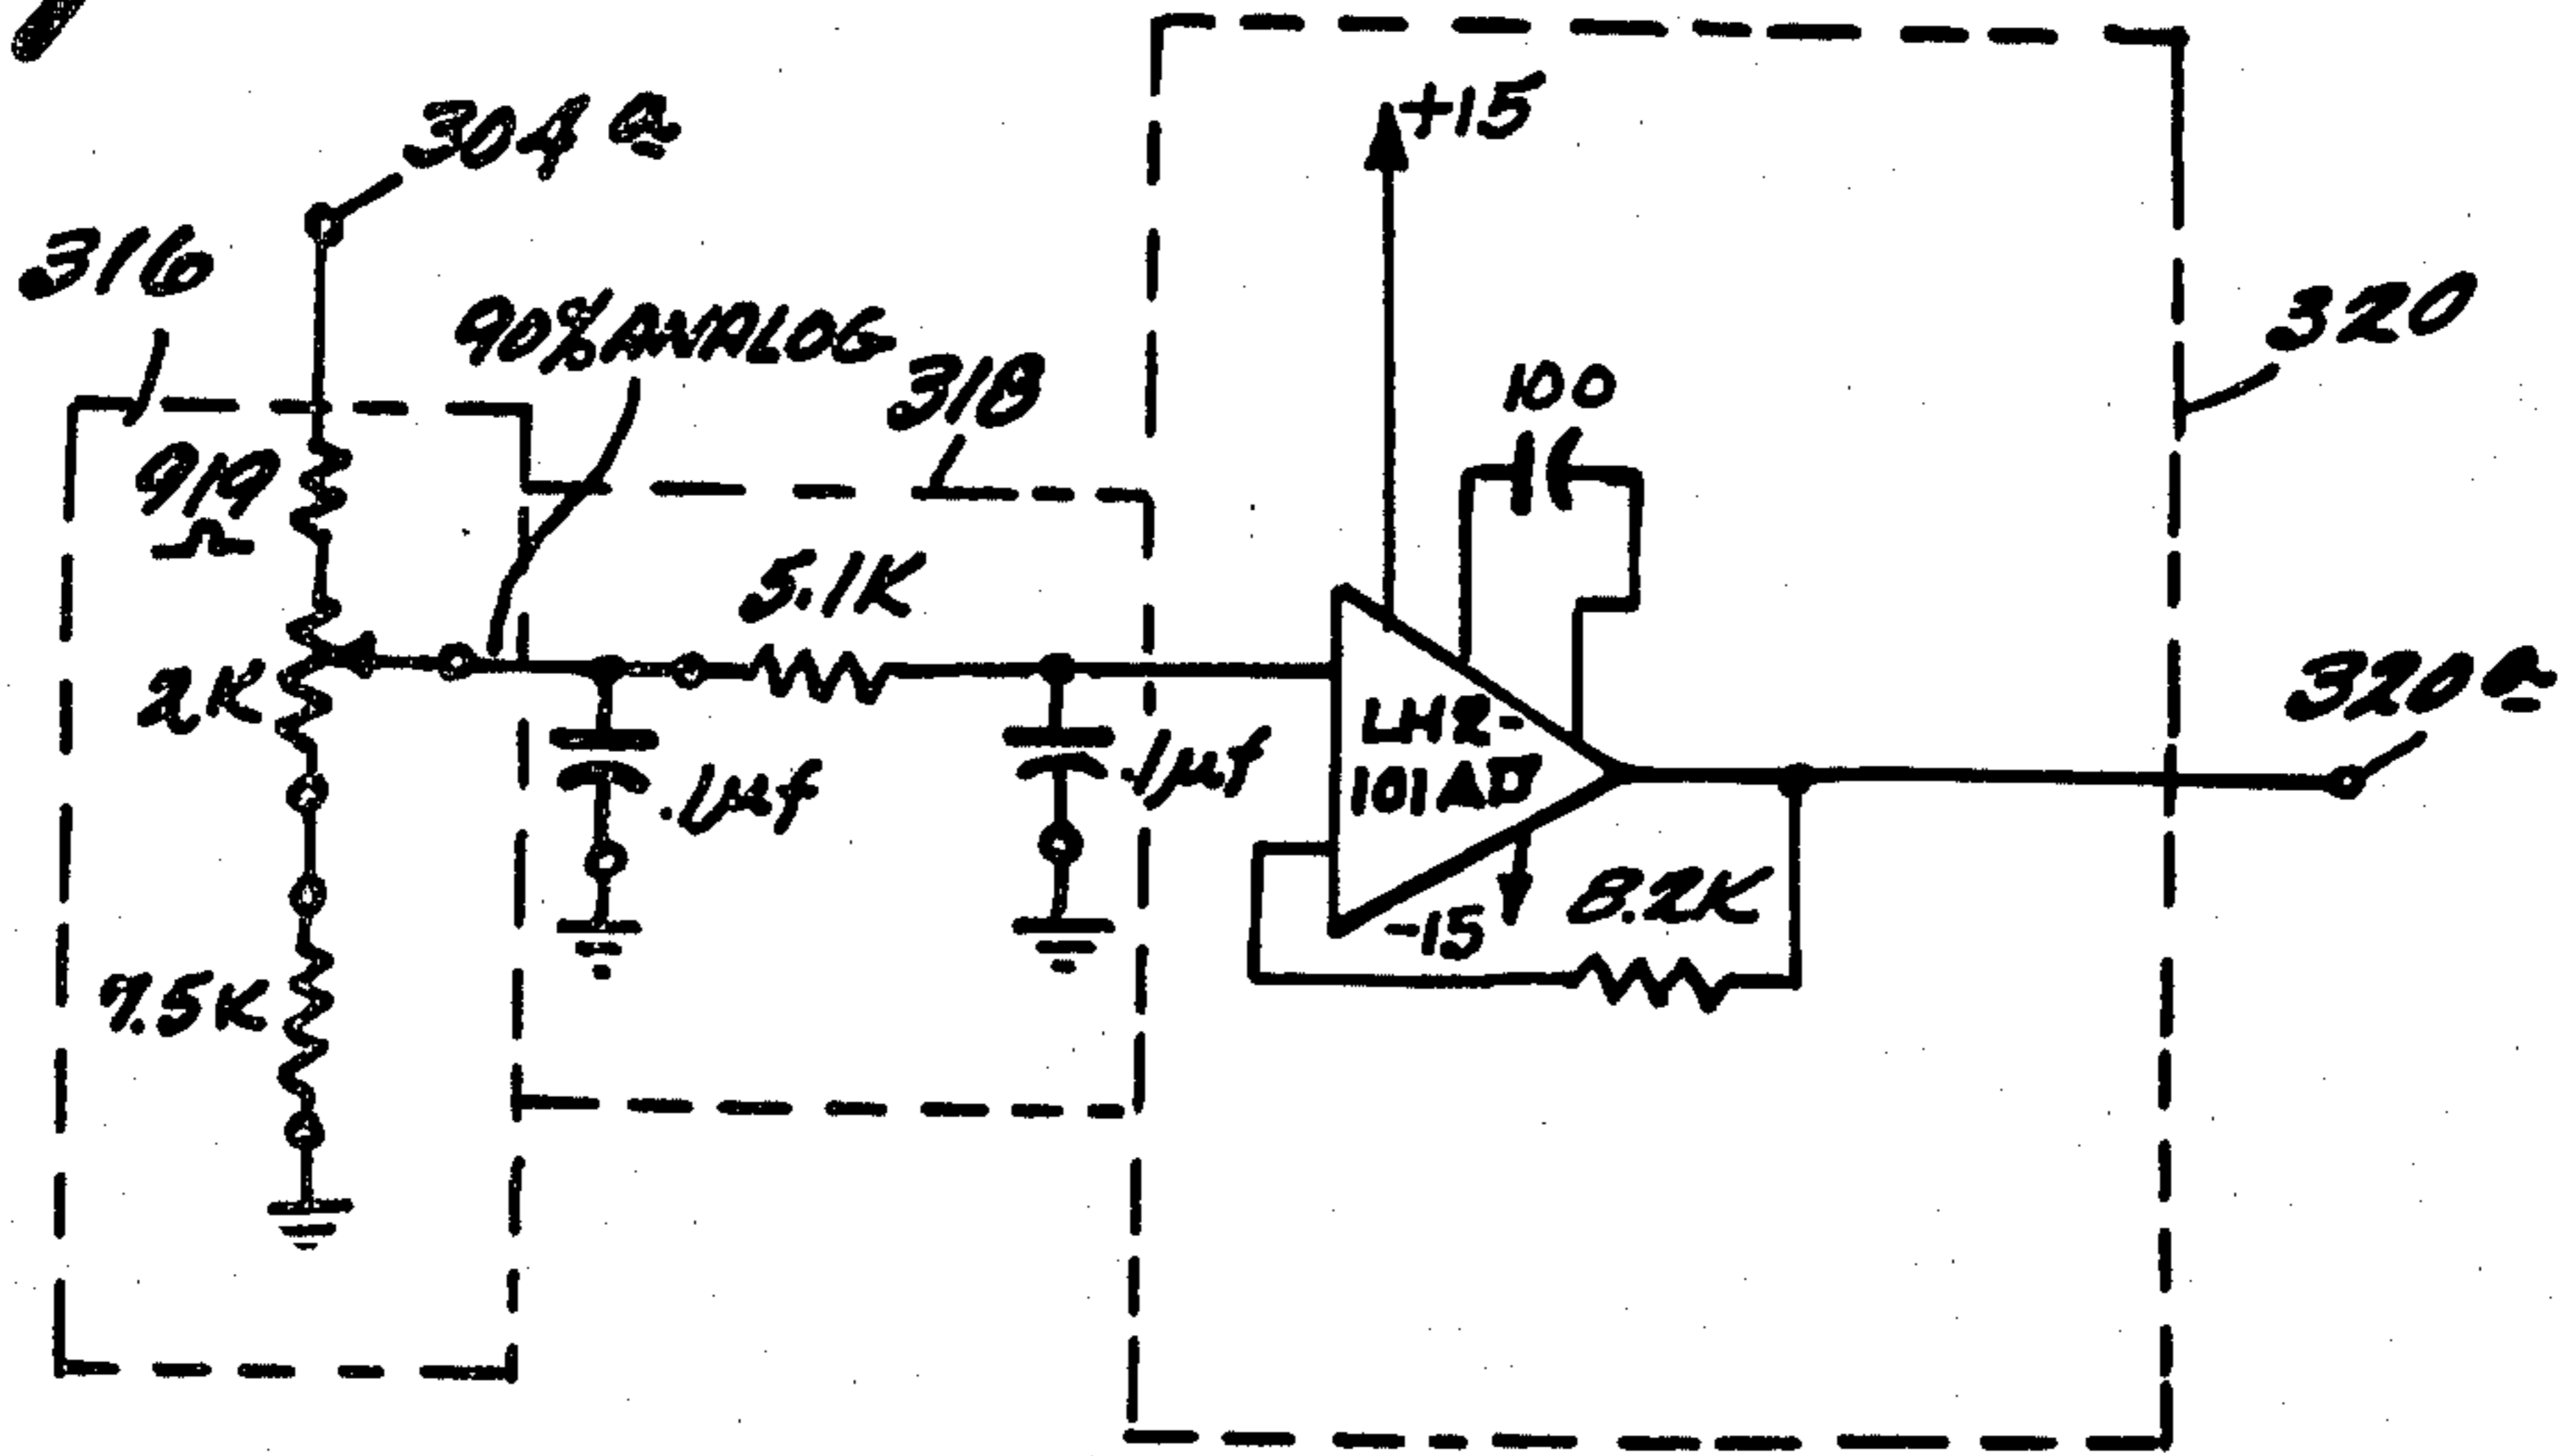 304a
316
90% ANALOG
318
919
Ω
2K
7.5K
5.1K
.1µf
.1µf
+15
100
LH2-
101AD
-15
8.2K
320
320a